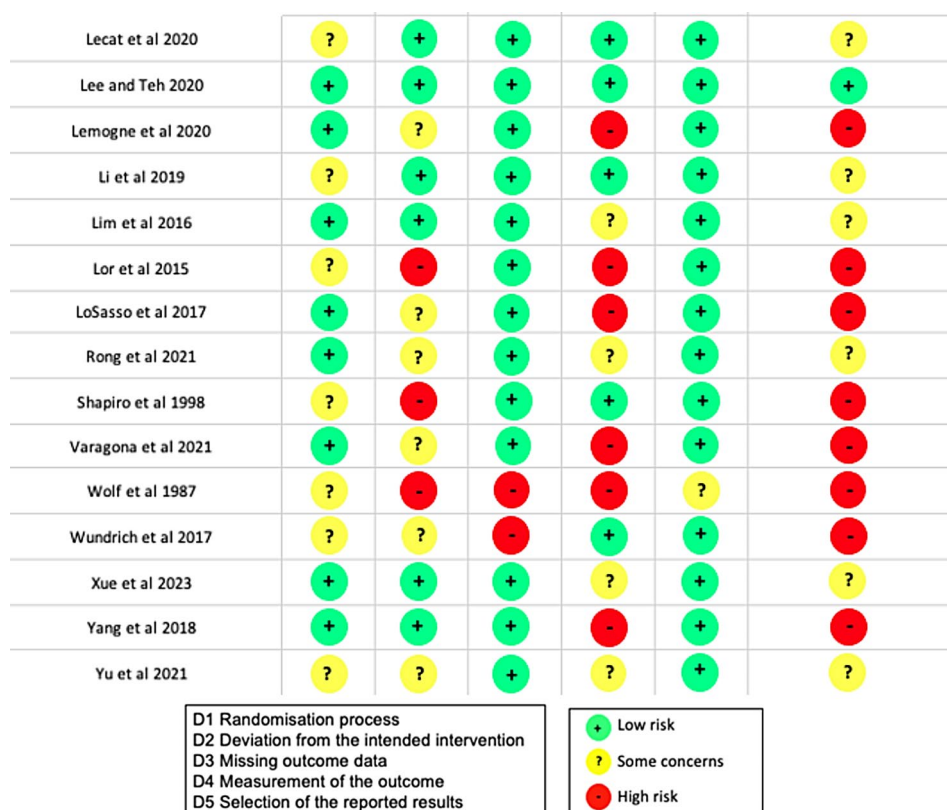 Lecat et al 2020 ? + + + + ?
Lee and Teh 2020 + + + + + +
Lemogne et al 2020 + ? + - + -
Li et al 2019 ? + + + + ?
Lim et al 2016 + + + ? + ?
Lor et al 2015 ? - + - + -
LoSasso et al 2017 + ? + - + -
Rong et al 2021 + ? + ? + ?
Shapiro et al 1998 ? - + + + -
Varagona et al 2021 + ? + - + -
Wolf et al 1987 ? - - - ? -
Wundrich et al 2017 ? ? - + + -
Xue et al 2023 + + + ? + ?
Yang et al 2018 + + + - + -
Yu et al 2021 ? ? + ? + ?
D1 Randomisation process
D2 Deviation from the intended intervention
D3 Missing outcome data
D4 Measurement of the outcome
D5 Selection of the reported results
+ Low risk
? Some concerns
- High risk